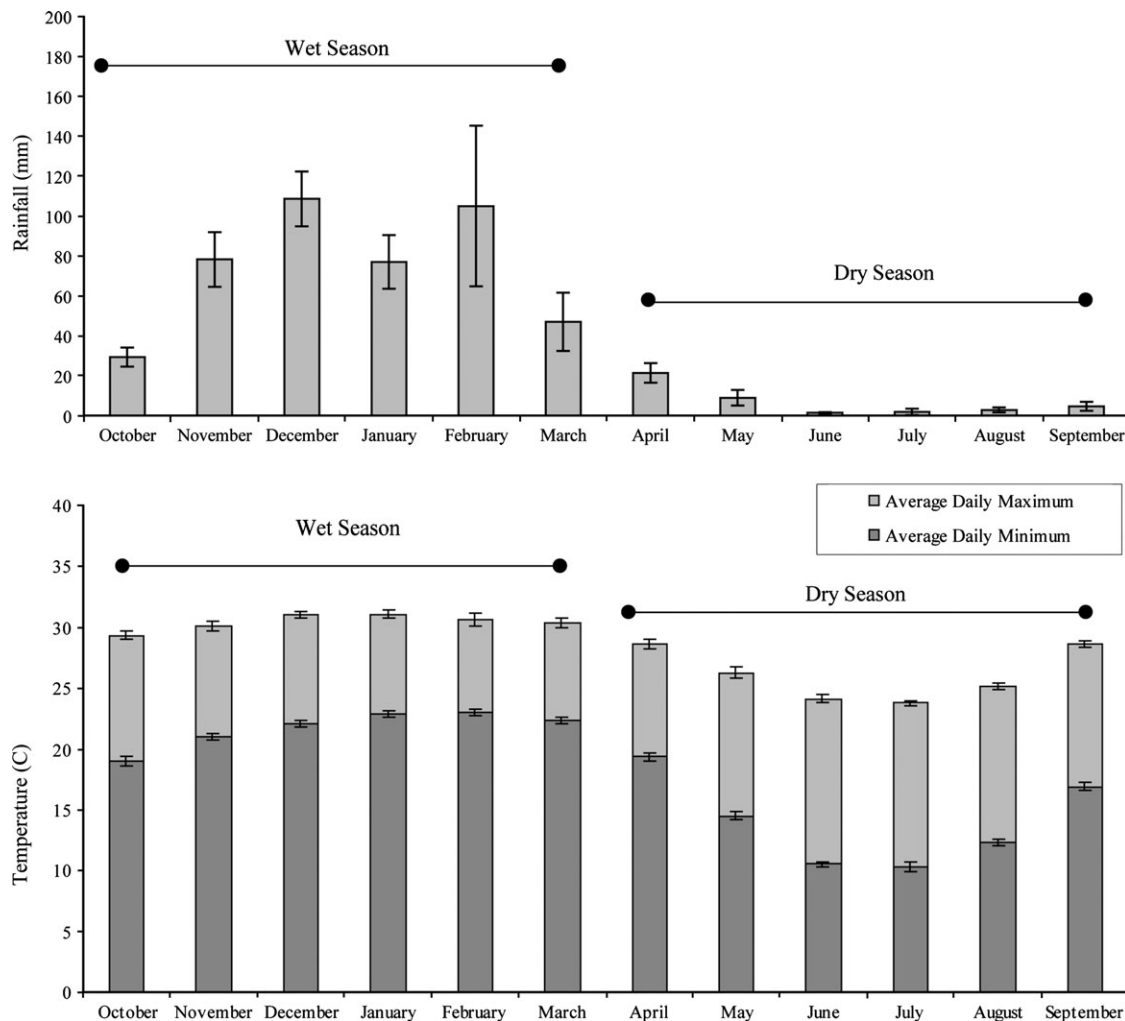 200
180
160
140
120
100
80
60
40
20
0
Rainfall (mm)
Wet Season
Dry Season
October November December January February March April May June July August September
40
35
30
25
20
15
10
5
0
Temperature (C)
Average Daily Maximum
Average Daily Minimum
Wet Season
Dry Season
October November December January February March April May June July August September